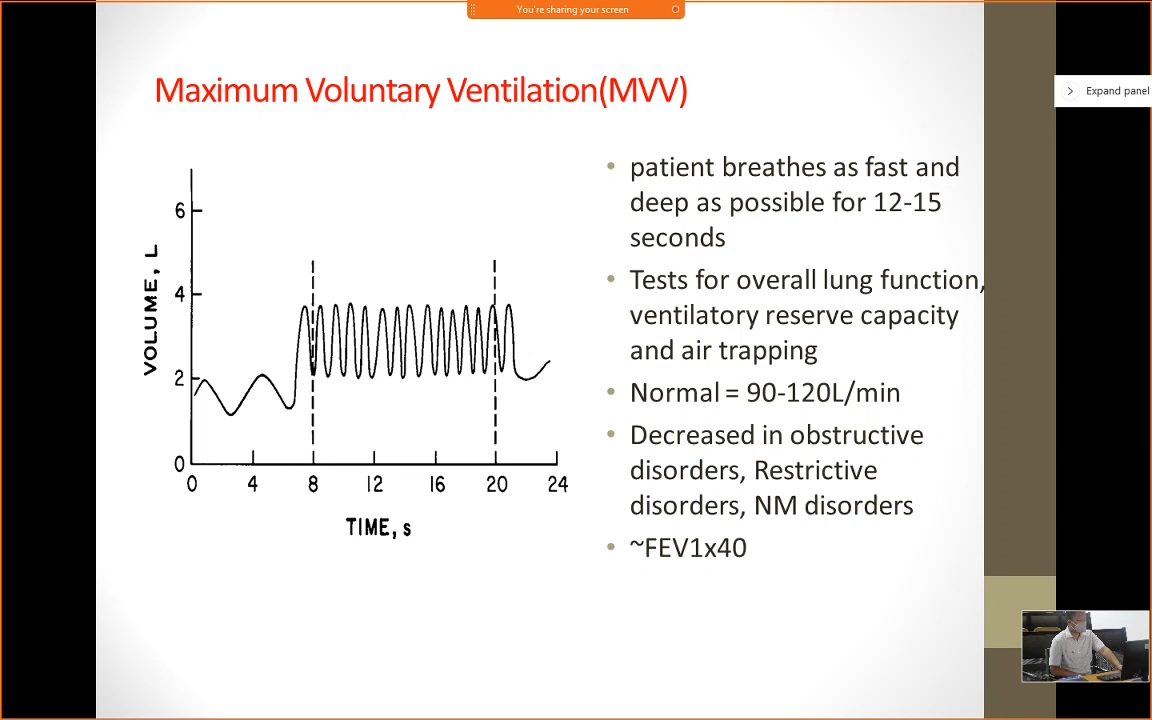 You're sharing your screen
Expand panel
Maximum Voluntary Ventilation(MVV)
VOLUME, L
6
4
2
0
0 4 8 12 16 20 24
TIME, s
• patient breathes as fast and
deep as possible for 12-15
seconds
• Tests for overall lung function,
ventilatory reserve capacity
and air trapping
• Normal = 90-120L/min
• Decreased in obstructive
disorders, Restrictive
disorders, NM disorders
• ~FEV1x40